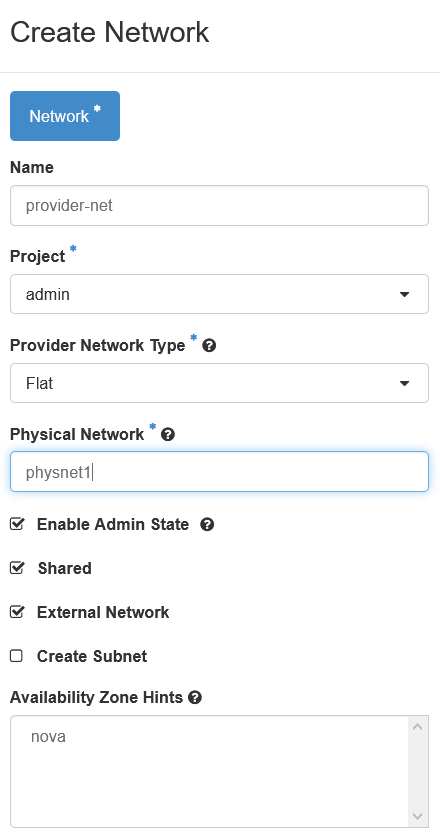 Create Network
Network *
Name
provider-net
Project *
admin
Provider Network Type * ?
Flat
Physical Network * ?
physnet1
Enable Admin State ?
Shared
External Network
Create Subnet
Availability Zone Hints ?
nova